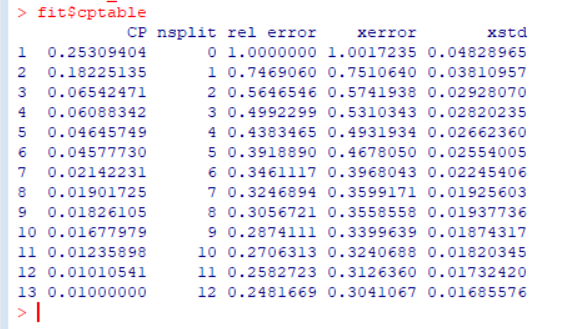 > fit$cptable
CP nsplit rel error xerror xstd
1 0.25309404 0 1.0000000 1.0017235 0.04828965
2 0.18225135 1 0.7469060 0.7510640 0.03810957
3 0.06542471 2 0.5646546 0.5741938 0.02928070
4 0.06088342 3 0.4992299 0.5310343 0.02820235
5 0.04645749 4 0.4383465 0.4931934 0.02662360
6 0.04577730 5 0.3918890 0.4678050 0.02554005
7 0.02142231 6 0.3461117 0.3968043 0.02245406
8 0.01901725 7 0.3246894 0.3599171 0.01925603
9 0.01826105 8 0.3056721 0.3558558 0.01937736
10 0.01677979 9 0.2874111 0.3399639 0.01874317
11 0.01235898 10 0.2706313 0.3240688 0.01820345
12 0.01010541 11 0.2582723 0.3126360 0.01732420
13 0.01000000 12 0.2481669 0.3041067 0.01685576
>